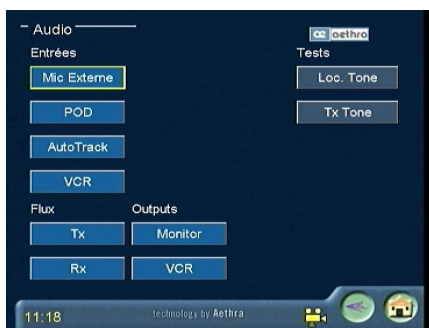 Audio
aethra
Entrées
Tests
Mic Externe
Loc. Tone
POD
Tx Tone
AutoTrack
VCR
Flux
Outputs
Tx
Monitor
Rx
VCR
11:18
technology by Aethra